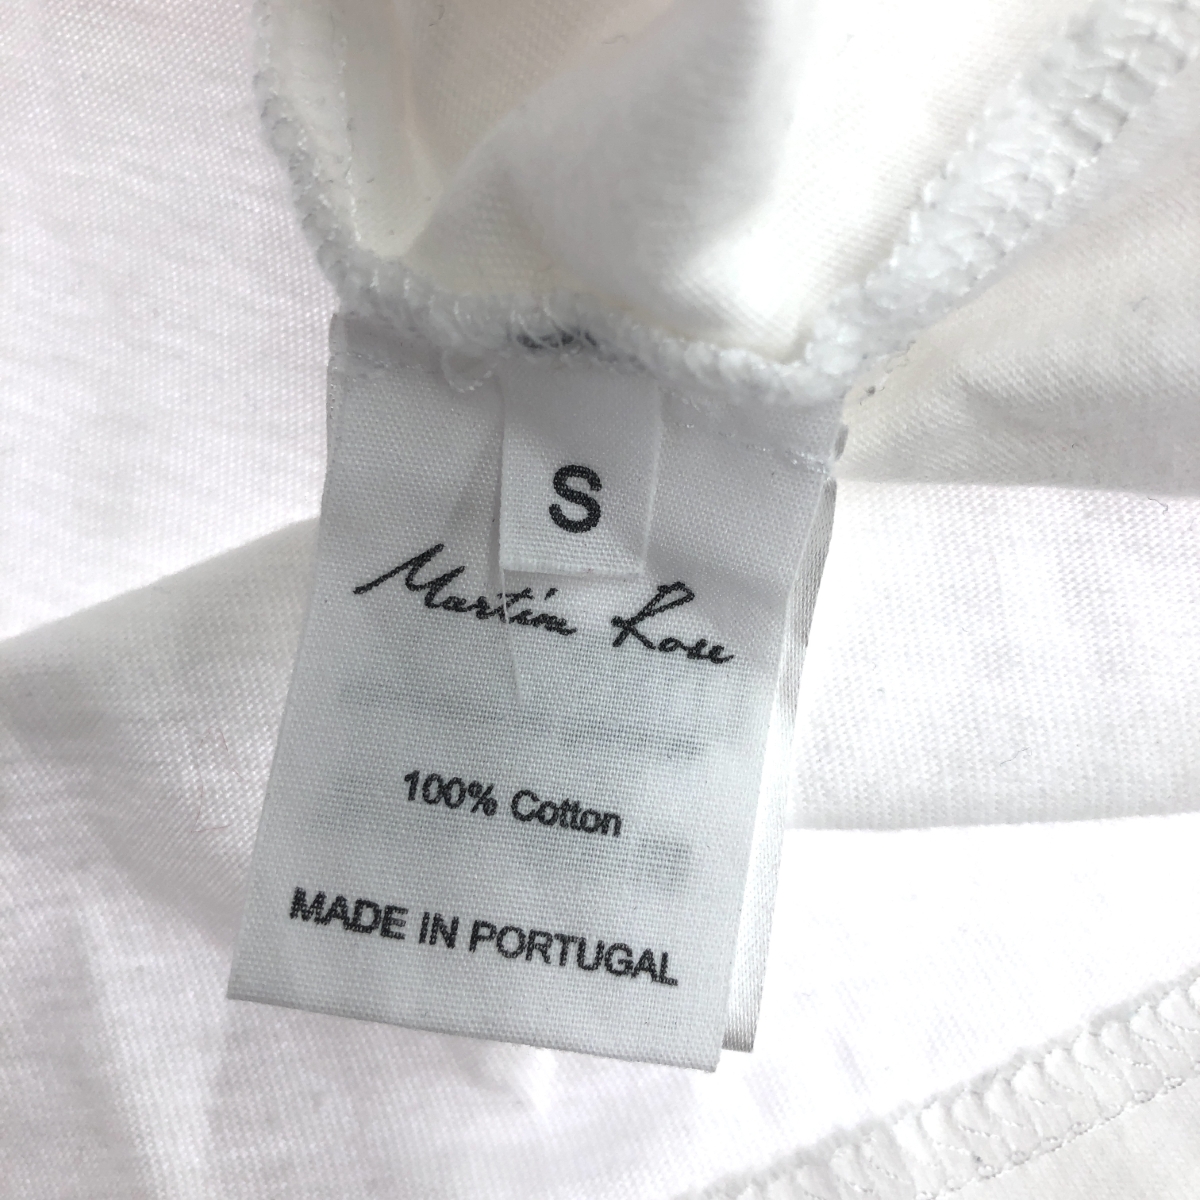 S
Martine Rose
100% Cotton
MADE IN PORTUGAL